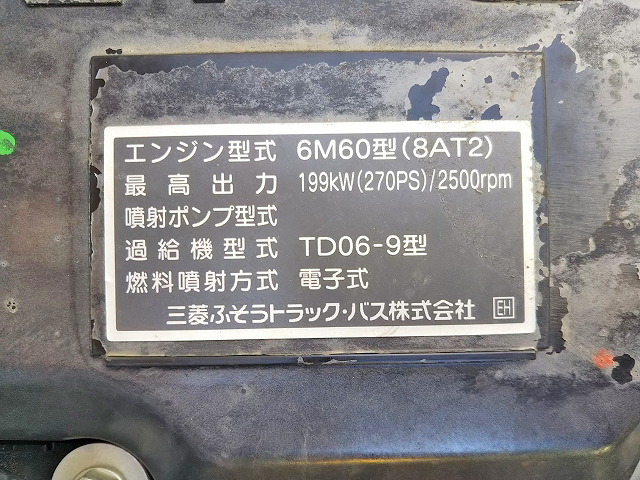 エンジン型式 6M60型(8AT2)
最高出力 199kW(270PS)/2500rpm
噴射ポンプ型式
過給機型式 TD06-9型
燃料噴射方式 電子式
三菱ふそうトラック・バス株式会社 EH